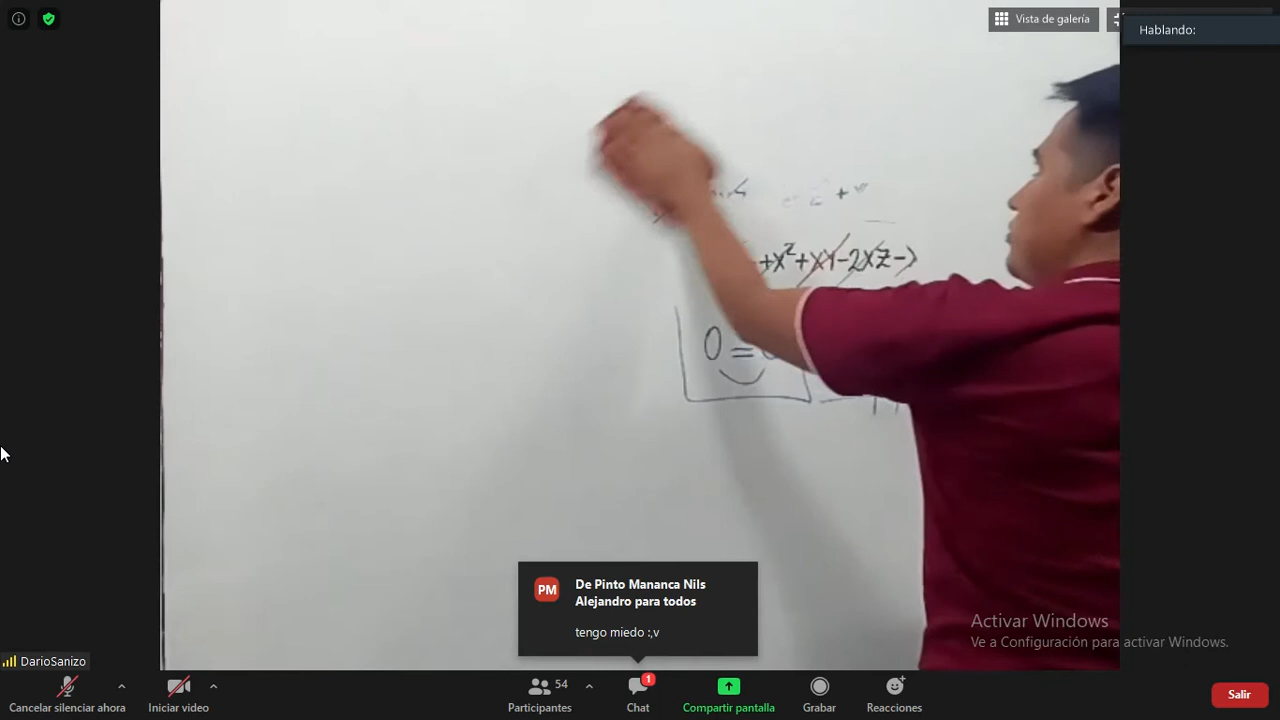 Vista de galería
Hablando:
+x²+xy-2xz-
0 =
De Pinto Mananca Nils
Alejandro para todos
PM
tengo miedo :,v
Activar Windows
Ve a Configuración para activar Windows.
DarioSanizo
Cancelar silenciar ahora
Iniciar video
54
Participantes
1
Chat
Compartir pantalla
Grabar
Reacciones
Salir